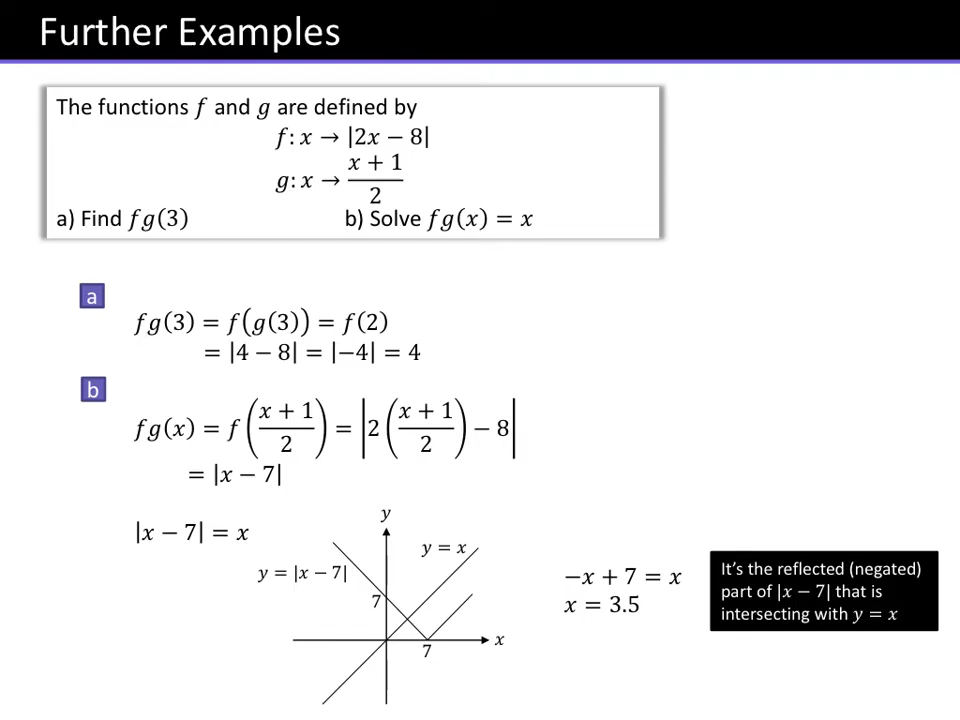 Further Examples
The functions 𝑓 and 𝑔 are defined by
𝑓: 𝑥 → |2𝑥 − 8|
𝑔: 𝑥 → (𝑥 + 1)/2
a) Find 𝑓𝑔(3) b) Solve 𝑓𝑔(𝑥) = 𝑥
a
𝑓𝑔(3) = 𝑓(𝑔(3)) = 𝑓(2)
= |4 − 8| = |−4| = 4
b
𝑓𝑔(𝑥) = 𝑓((𝑥 + 1)/2) = |2((𝑥 + 1)/2) − 8|
= |𝑥 − 7|
|𝑥 − 7| = 𝑥
𝑦
𝑦 = 𝑥
𝑦 = |𝑥 − 7|
7
𝑥
7
−𝑥 + 7 = 𝑥
𝑥 = 3.5
It's the reflected (negated)
part of |𝑥 − 7| that is
intersecting with 𝑦 = 𝑥